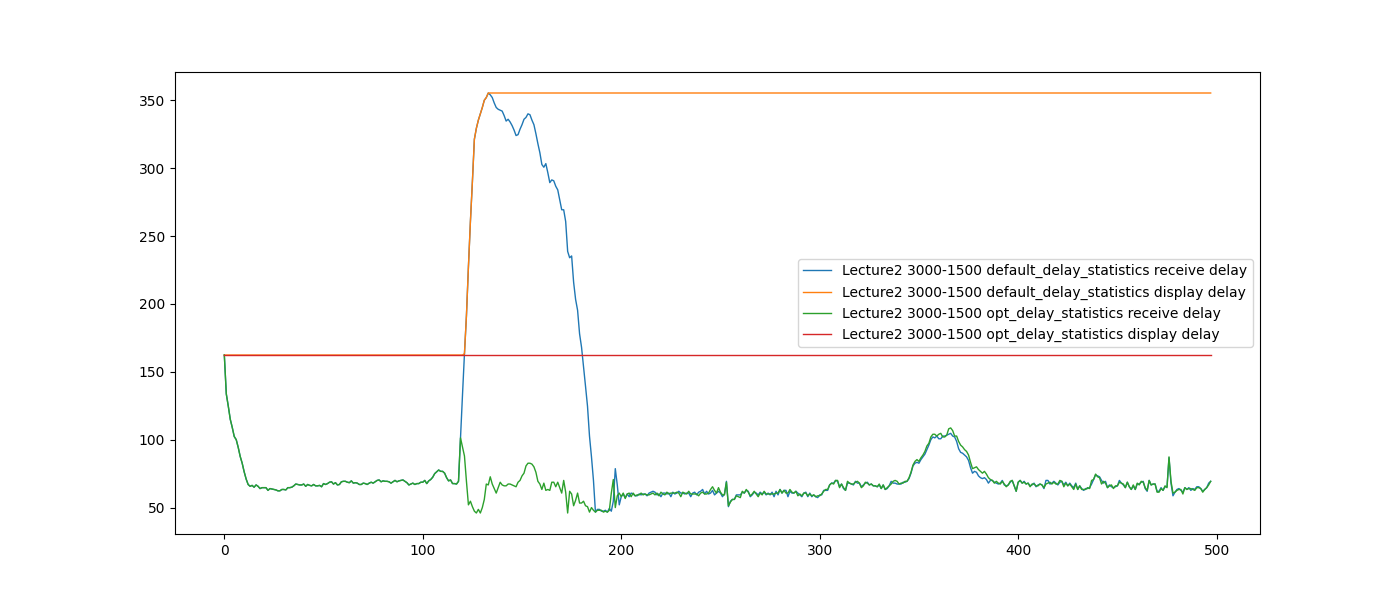 350
300
250
200
150
100
50
Lecture2 3000-1500 default_delay_statistics receive delay
Lecture2 3000-1500 default_delay_statistics display delay
Lecture2 3000-1500 opt_delay_statistics receive delay
Lecture2 3000-1500 opt_delay_statistics display delay
0 100 200 300 400 500